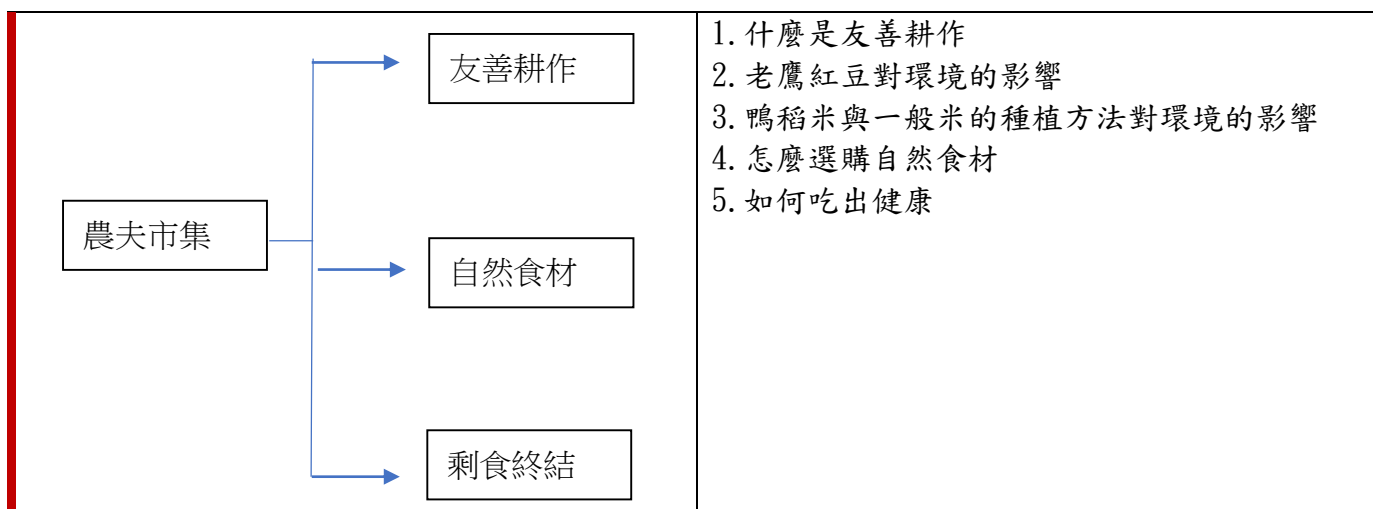 農夫市集
友善耕作
自然食材
剩食終結
1.什麼是友善耕作
2.老鷹紅豆對環境的影響
3.鴨稻米與一般米的種植方法對環境的影響
4.怎麼選購自然食材
5.如何吃出健康